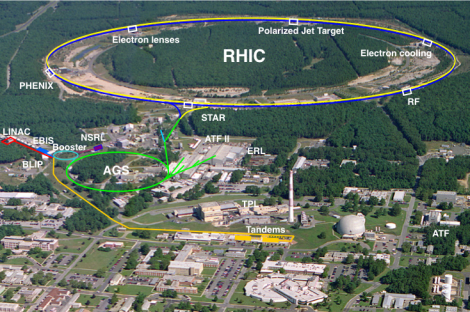 Electron lenses
Polarized Jet Target
RHIC
Electron cooling
PHENIX
RF
STAR
LINAC
EBIS
NSRL
ATF II
Booster
ERL
BLIP
AGS
TPL
Tandems
ATF